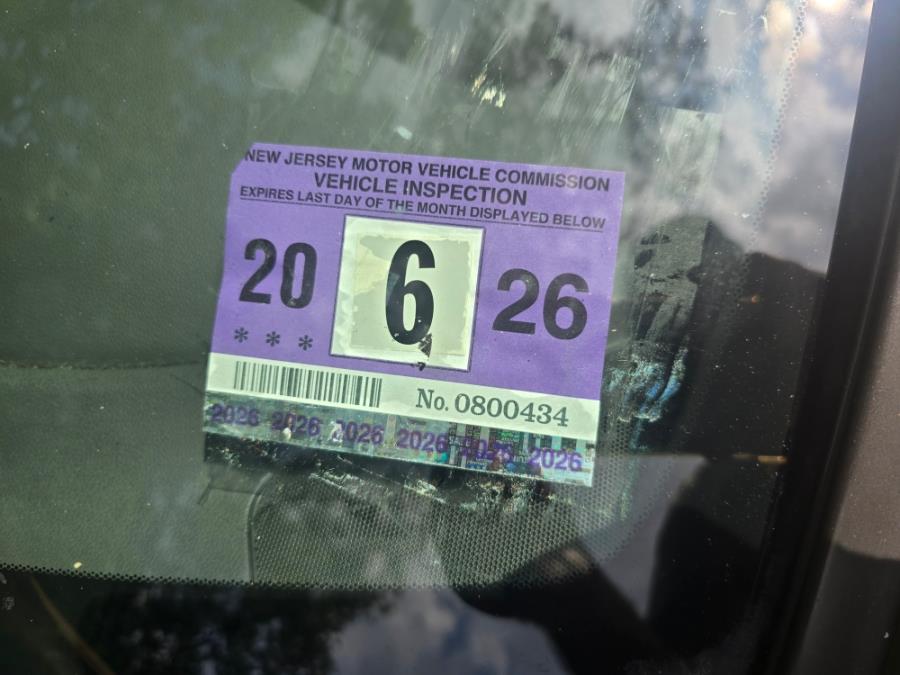 NEW JERSEY MOTOR VEHICLE COMMISSION
VEHICLE INSPECTION
EXPIRES LAST DAY OF THE MONTH DISPLAYED BELOW
20 6 26
* * *
No. 0800434
2026 2026 2026 2026 2026 2026